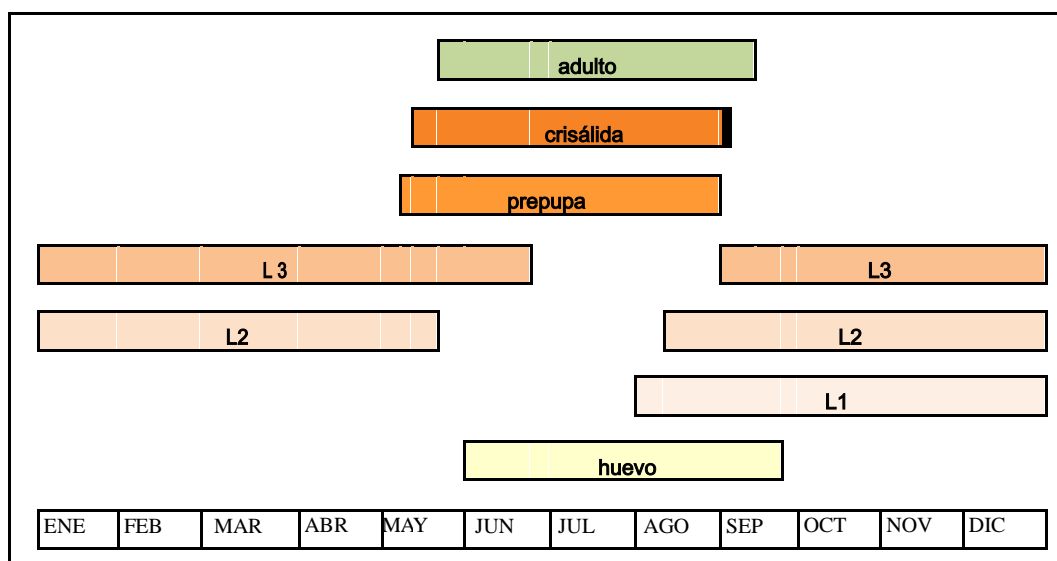 adulto
crisálida
prepupa
L 3 L3
L2 L2
L1
huevo
ENE FEB MAR ABR MAY JUN JUL AGO SEP OCT NOV DIC